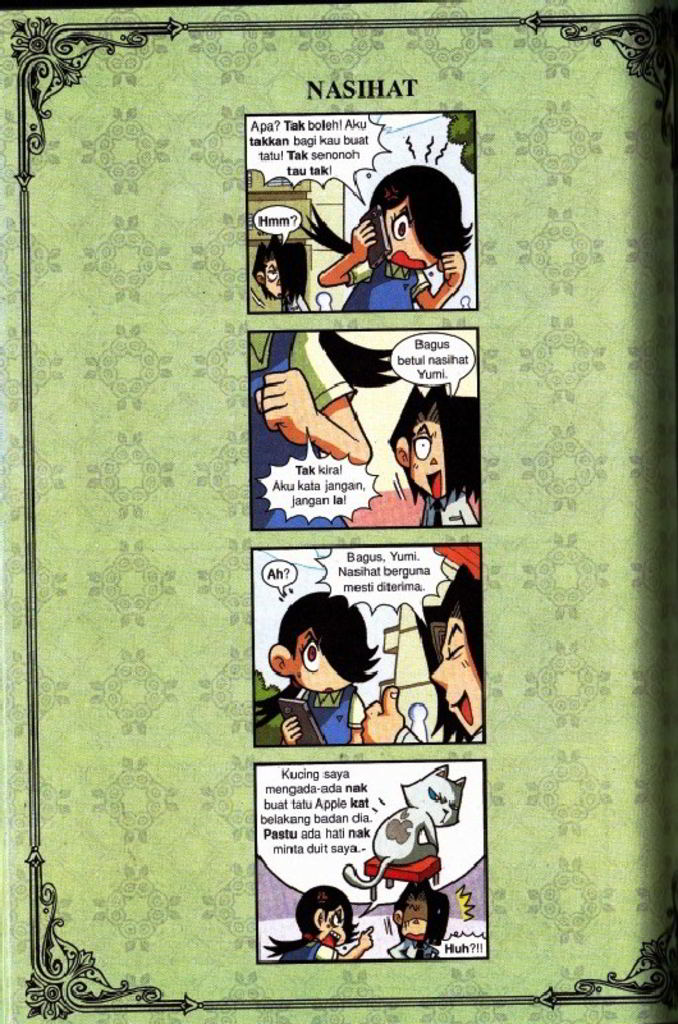 NASIHAT
Apa? Tak boleh! Aku
takkan bagi kau buat
tatu! Tak senonoh
tau tak!
Hmm?
Bagus
betul nasihat
Yumi.
Tak kira!
Aku kata jangan,
jangan la!
Ah?
Bagus, Yumi.
Nasihat berguna
mesti diterima.
Kucing saya
mengada-ada nak
buat tatu Apple kat
belakang badan dia.
Pastu ada hati nak
minta duit saya.-
Huh?!!